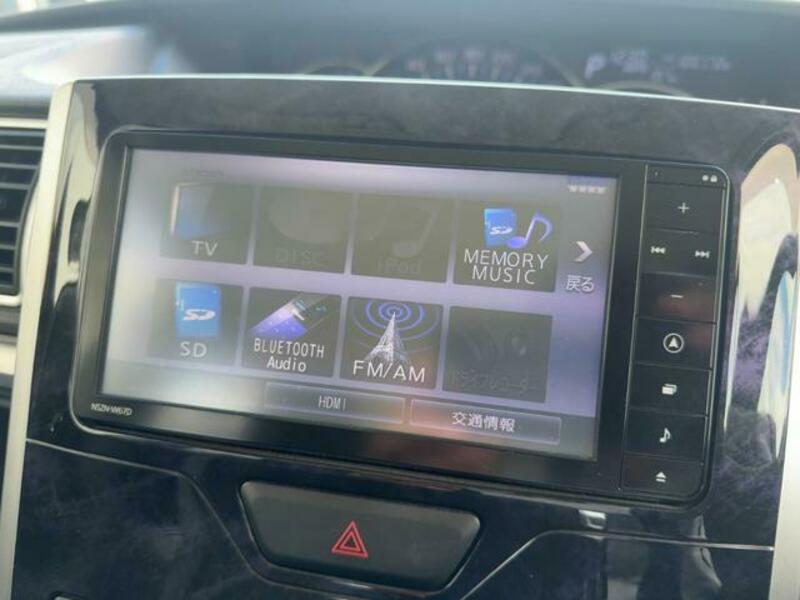 TV
DISC
iPod
MEMORY
MUSIC
戻る
SD
BLUETOOTH
Audio
FM/AM
ドライブレコーダー
HDMI
交通情報
NSZN-W67D
P